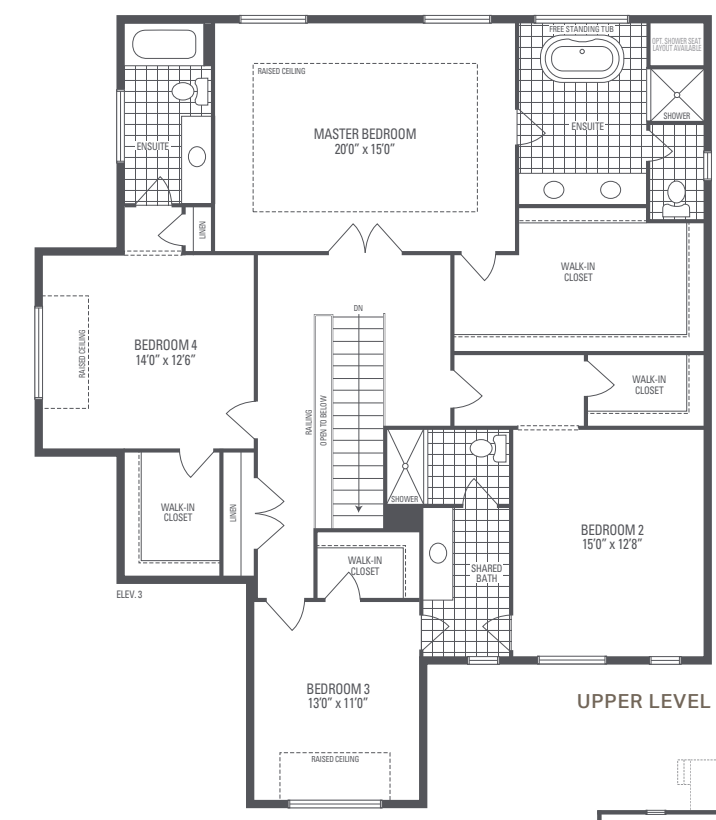 FREE STANDING TUB
OPT. SHOWER SEAT
LAYOUT AVAILABLE
RAISED CEILING
SHOWER
MASTER BEDROOM
20'0" x 15'0"
ENSUITE
ENSUITE
LINEN
WALK-IN
CLOSET
DN
BEDROOM 4
14'0" x 12'6"
RAISED CEILING
WALK-IN
CLOSET
RAILING
OPEN TO BELOW
SHOWER
WALK-IN
CLOSET
LINEN
BEDROOM 2
15'0" x 12'8"
WALK-IN
CLOSET
SHARED
BATH
ELEV. 3
BEDROOM 3
13'0" x 11'0"
UPPER LEVEL
RAISED CEILING